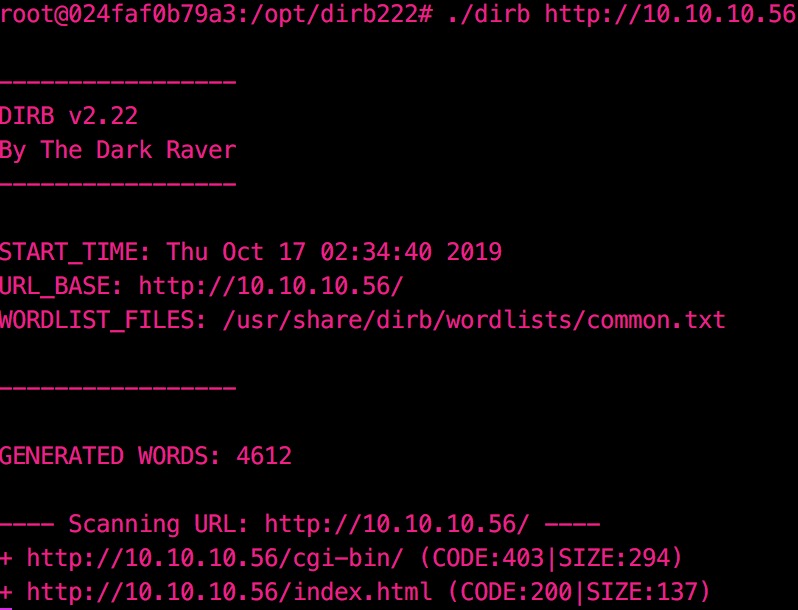 root@024faf0b79a3:/opt/dirb222# ./dirb http://10.10.10.56
-----------------
DIRB v2.22
By The Dark Raver
-----------------
START_TIME: Thu Oct 17 02:34:40 2019
URL_BASE: http://10.10.10.56/
WORDLIST_FILES: /usr/share/dirb/wordlists/common.txt
-----------------
GENERATED WORDS: 4612
---- Scanning URL: http://10.10.10.56/ ----
+ http://10.10.10.56/cgi-bin/ (CODE:403|SIZE:294)
+ http://10.10.10.56/index.html (CODE:200|SIZE:137)